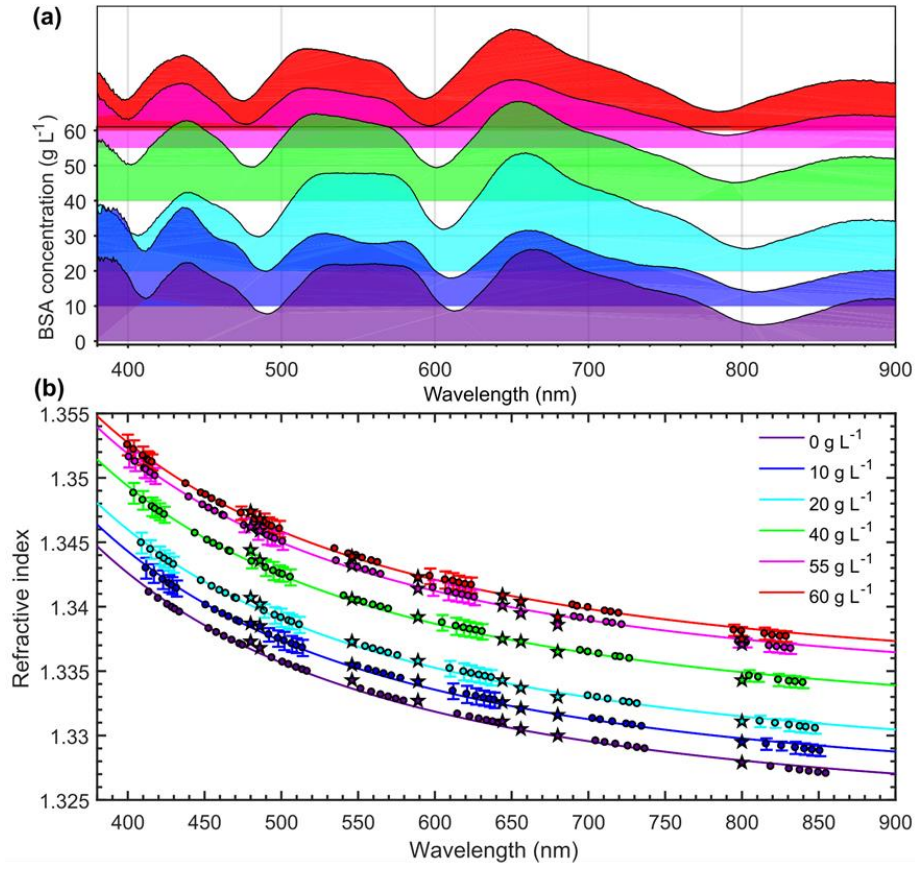 (a)
BSA concentration (g L⁻¹)
60
50
40
30
20
10
0
400 500 600 700 800 900
Wavelength (nm)
(b)
Refractive index
1.355
1.35
1.345
1.34
1.335
1.33
1.325
0 g L⁻¹
10 g L⁻¹
20 g L⁻¹
40 g L⁻¹
55 g L⁻¹
60 g L⁻¹
400 450 500 550 600 650 700 750 800 850 900
Wavelength (nm)